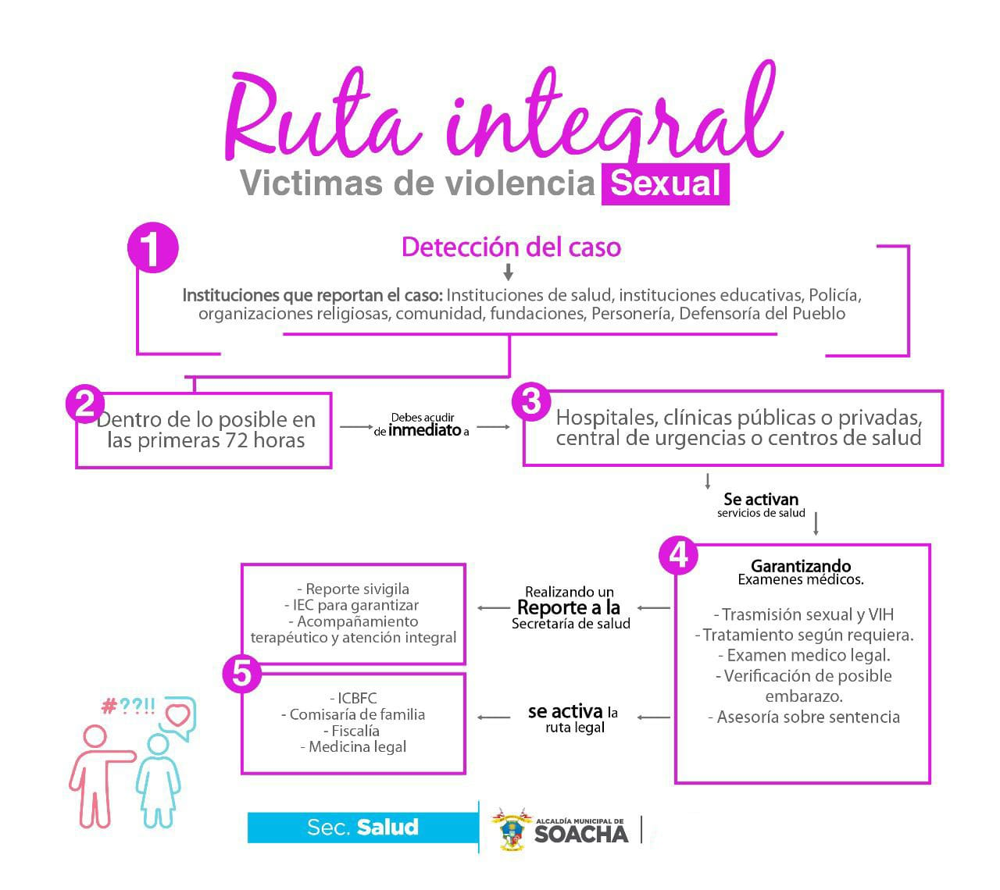 Ruta integral
Victimas de violencia Sexual
1
Detección del caso
Instituciones que reportan el caso: Instituciones de salud, instituciones educativas, Policía,
organizaciones religiosas, comunidad, fundaciones, Personería, Defensoría del Pueblo
2
Dentro de lo posible en
las primeras 72 horas
Debes acudir
de inmediato a
3
Hospitales, clínicas públicas o privadas,
central de urgencias o centros de salud
Se activan
servicios de salud
4
Garantizando
Examenes médicos.
- Trasmisión sexual y VIH
- Tratamiento según requiera.
- Examen medico legal.
- Verificación de posible
embarazo.
- Asesoría sobre sentencia
Realizando un
Reporte a la
Secretaría de salud
- Reporte sivigila
- IEC para garantizar
- Acompañamiento
terapéutico y atención integral
se activa la
ruta legal
5
- ICBFC
- Comisaría de familia
- Fiscalía
- Medicina legal
#??!!
Sec. Salud
ALCALDÍA MUNICIPAL DE
SOACHA